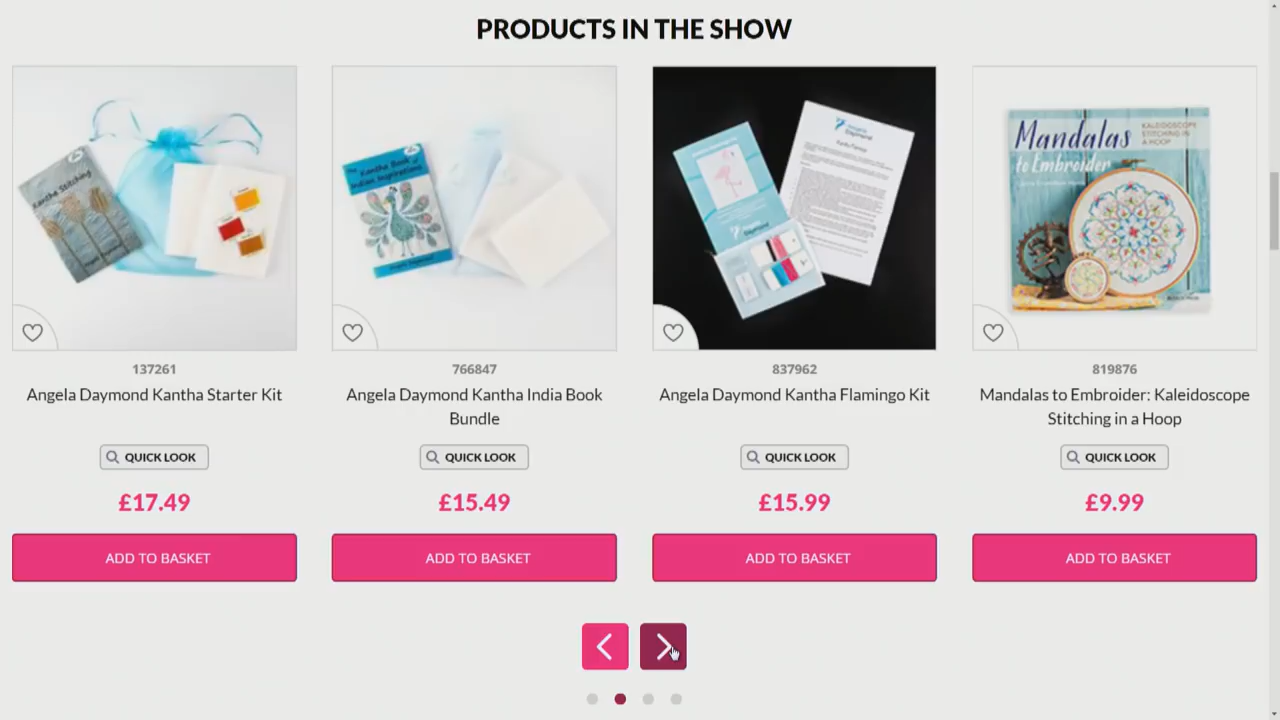 PRODUCTS IN THE SHOW
Kantha Stitching
The Kantha Book of
Indian Inspirations
Angela
Daymond
Mandalas
to Embroider
KALEIDOSCOPE
STITCHING IN
A HOOP
137261
766847
837962
819876
Angela Daymond Kantha Starter Kit
Angela Daymond Kantha India Book
Bundle
Angela Daymond Kantha Flamingo Kit
Mandalas to Embroider: Kaleidoscope
Stitching in a Hoop
QUICK LOOK
QUICK LOOK
QUICK LOOK
QUICK LOOK
£17.49
£15.49
£15.99
£9.99
ADD TO BASKET
ADD TO BASKET
ADD TO BASKET
ADD TO BASKET